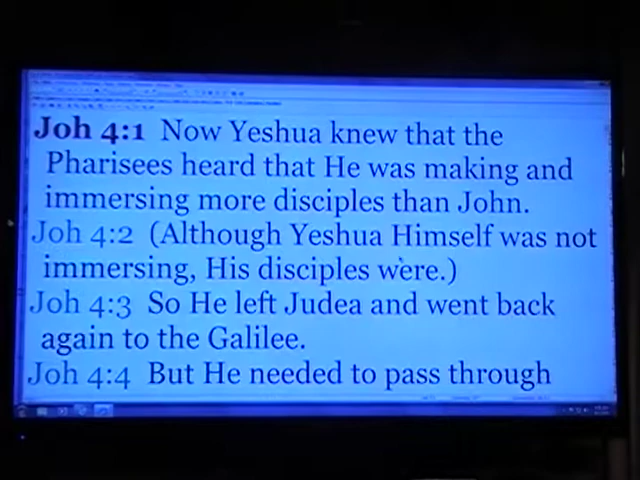 Joh 4:1 Now Yeshua knew that the
Pharisees heard that He was making and
immersing more disciples than John.
Joh 4:2 (Although Yeshua Himself was not
immersing, His disciples were.)
Joh 4:3 So He left Judea and went back
again to the Galilee.
Joh 4:4 But He needed to pass through